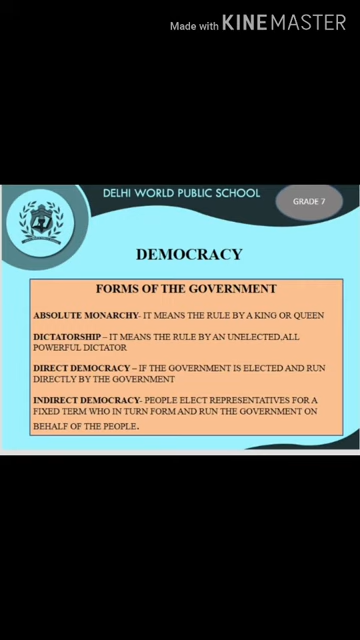 Made with KINEMASTER
DELHI WORLD PUBLIC SCHOOL
GRADE 7
DEMOCRACY
FORMS OF THE GOVERNMENT
ABSOLUTE MONARCHY- IT MEANS THE RULE BY A KING OR QUEEN
DICTATORSHIP – IT MEANS THE RULE BY AN UNELECTED,ALL
POWERFUL DICTATOR
DIRECT DEMOCRACY – IF THE GOVERNMENT IS ELECTED AND RUN
DIRECTLY BY THE GOVERNMENT
INDIRECT DEMOCRACY- PEOPLE ELECT REPRESENTATIVES FOR A
FIXED TERM WHO IN TURN FORM AND RUN THE GOVERNMENT ON
BEHALF OF THE PEOPLE.